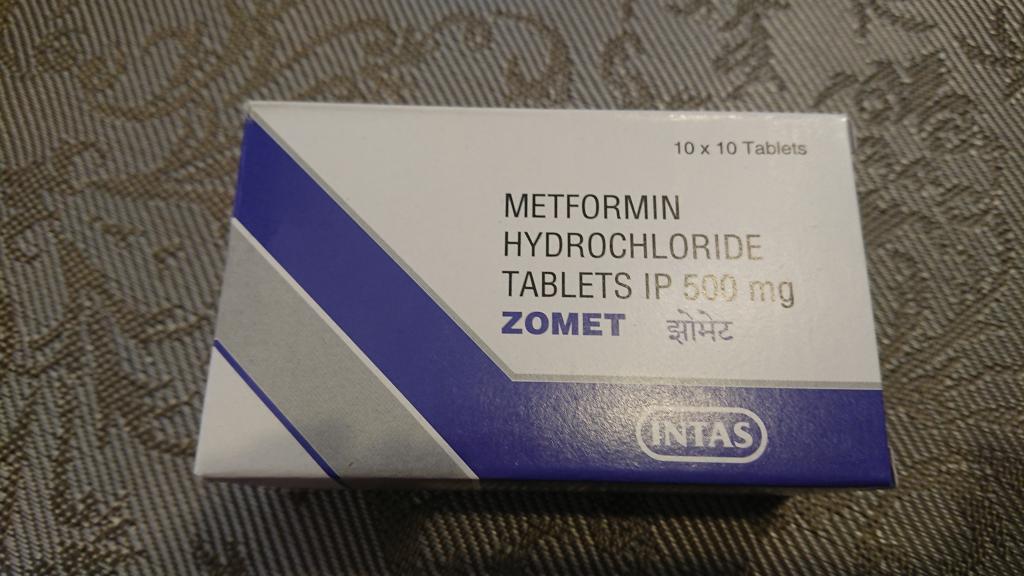 10 x 10 Tablets
METFORMIN
HYDROCHLORIDE
TABLETS IP 500 mg
ZOMET झोमेट
INTAS